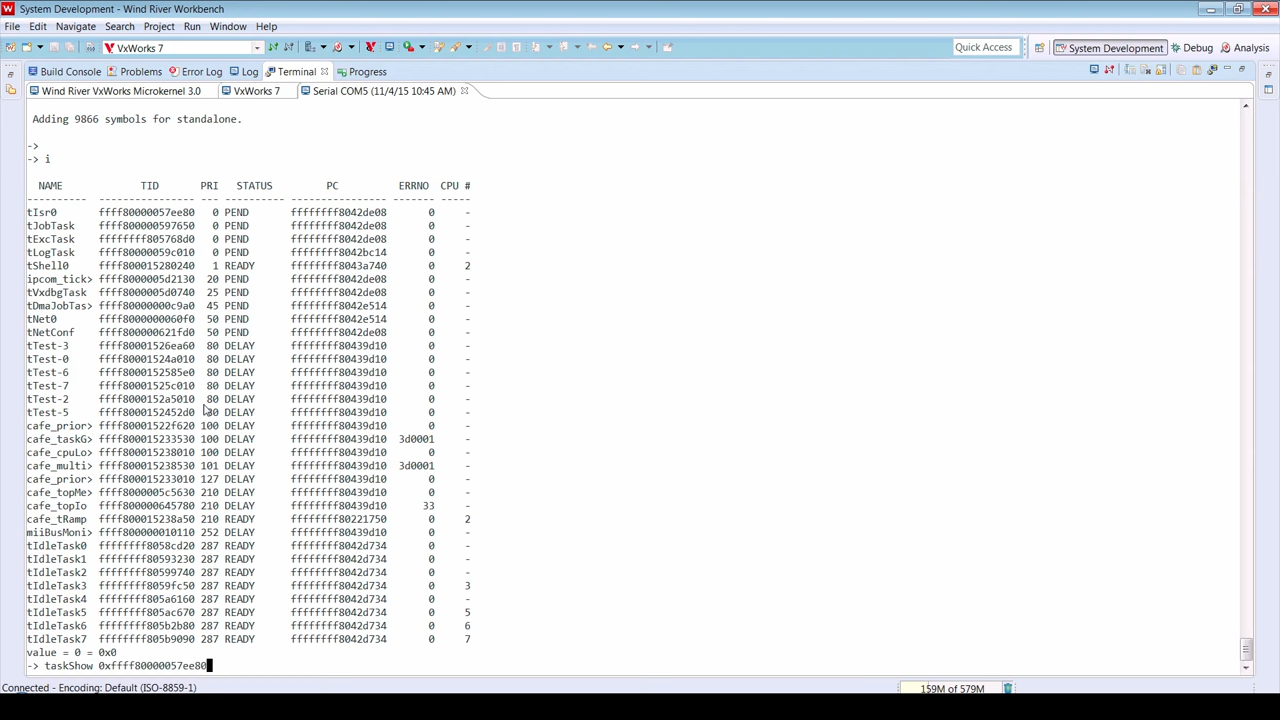 System Development - Wind River Workbench
File Edit Navigate Search Project Run Window Help
VxWorks 7 Quick Access System Development Debug Analysis
Build Console Problems Error Log Log Terminal Progress
Wind River VxWorks Microkernel 3.0 VxWorks 7 Serial COM5 (11/4/15 10:45 AM)
Adding 9866 symbols for standalone.
->
-> i
NAME TID PRI STATUS PC ERRNO CPU #
---------- ---------------- --- ---------- ---------------- ------- -----
tIsr0 ffff80000057ee80 0 PEND ffffffff8042de08 0 -
tJobTask ffff800000597650 0 PEND ffffffff8042de08 0 -
tExcTask ffffffff805768d0 0 PEND ffffffff8042de08 0 -
tLogTask ffff80000059c010 0 PEND ffffffff8042bc14 0 -
tShell0 ffff800015280240 1 READY ffffffff8043a740 0 2
ipcom_tick> ffff8000005d2130 20 PEND ffffffff8042de08 0 -
tVxdbgTask ffff8000005d0740 25 PEND ffffffff8042de08 0 -
tDmaJobTas> ffff80000000c9a0 45 PEND ffffffff8042e514 0 -
tNet0 ffff8000000060f0 50 PEND ffffffff8042e514 0 -
tNetConf ffff800000621fd0 50 PEND ffffffff8042de08 0 -
tTest-3 ffff80001526ea60 80 DELAY ffffffff80439d10 0 -
tTest-0 ffff80001524a010 80 DELAY ffffffff80439d10 0 -
tTest-6 ffff8000152585e0 80 DELAY ffffffff80439d10 0 -
tTest-7 ffff80001525c010 80 DELAY ffffffff80439d10 0 -
tTest-2 ffff8000152a5010 80 DELAY ffffffff80439d10 0 -
tTest-5 ffff8000152452d0 80 DELAY ffffffff80439d10 0 -
cafe_prior> ffff80001522f620 100 DELAY ffffffff80439d10 0 -
cafe_taskG> ffff800015233530 100 DELAY ffffffff80439d10 3d0001 -
cafe_cpuLo> ffff800015238010 100 DELAY ffffffff80439d10 0 -
cafe_multi> ffff800015238530 101 DELAY ffffffff80439d10 3d0001 -
cafe_prior> ffff800015233010 127 DELAY ffffffff80439d10 0 -
cafe_topMe> ffff8000005c5630 210 DELAY ffffffff80439d10 0 -
cafe_topIo ffff800000645780 210 DELAY ffffffff80439d10 33 -
cafe_tRamp ffff800015238a50 210 READY ffffffff80221750 0 2
miiBusMoni> ffff800000010110 252 DELAY ffffffff80439d10 0 -
tIdleTask0 ffffffff8058cd20 287 READY ffffffff8042d734 0 -
tIdleTask1 ffffffff80593230 287 READY ffffffff8042d734 0 -
tIdleTask2 ffffffff80599740 287 READY ffffffff8042d734 0 -
tIdleTask3 ffffffff8059fc50 287 READY ffffffff8042d734 0 3
tIdleTask4 ffffffff805a6160 287 READY ffffffff8042d734 0 -
tIdleTask5 ffffffff805ac670 287 READY ffffffff8042d734 0 5
tIdleTask6 ffffffff805b2b80 287 READY ffffffff8042d734 0 6
tIdleTask7 ffffffff805b9090 287 READY ffffffff8042d734 0 7
value = 0 = 0x0
-> taskShow 0xffff80000057ee80
Connected - Encoding: Default (ISO-8859-1) 159M of 579M